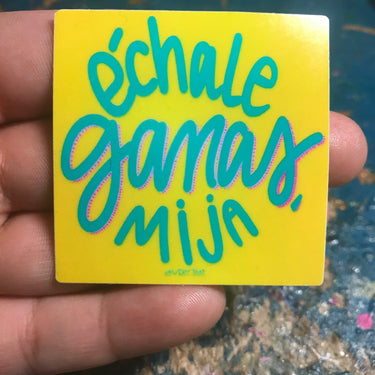 échale
ganas,
mija